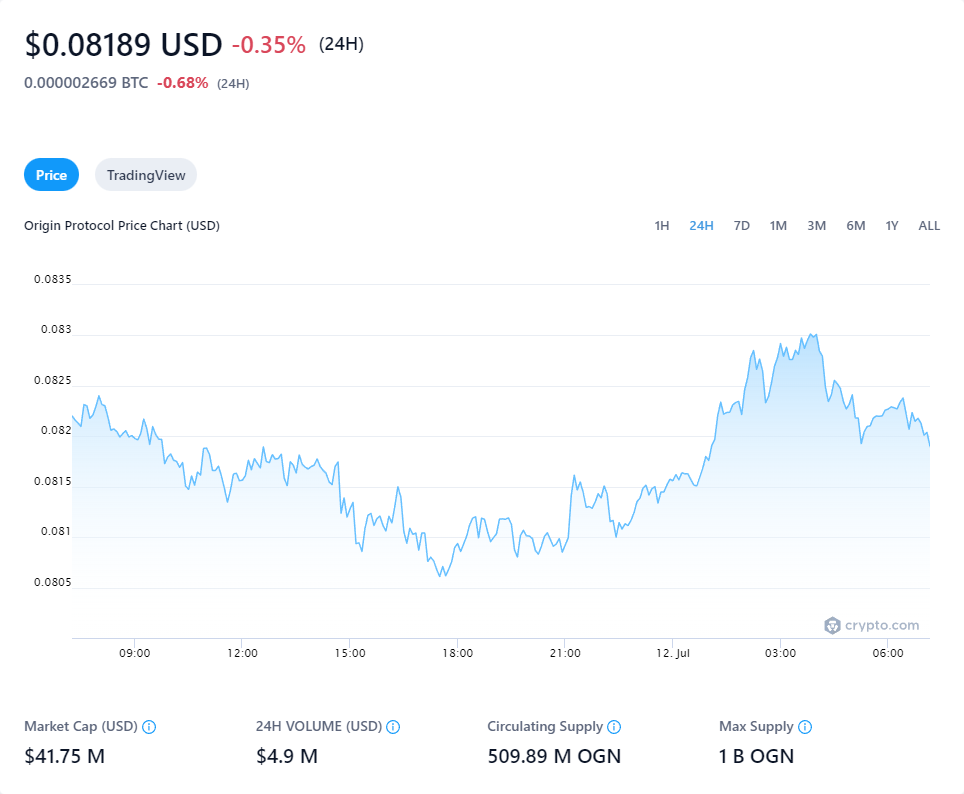 $0.08189 USD -0.35% (24H)
0.000002669 BTC -0.68% (24H)
Price TradingView
Origin Protocol Price Chart (USD) 1H 24H 7D 1M 3M 6M 1Y ALL
0.0835
0.083
0.0825
0.082
0.0815
0.081
0.0805
crypto.com
09:00 12:00 15:00 18:00 21:00 12. Jul 03:00 06:00
Market Cap (USD) 24H VOLUME (USD) Circulating Supply Max Supply
$41.75 M $4.9 M 509.89 M OGN 1 B OGN